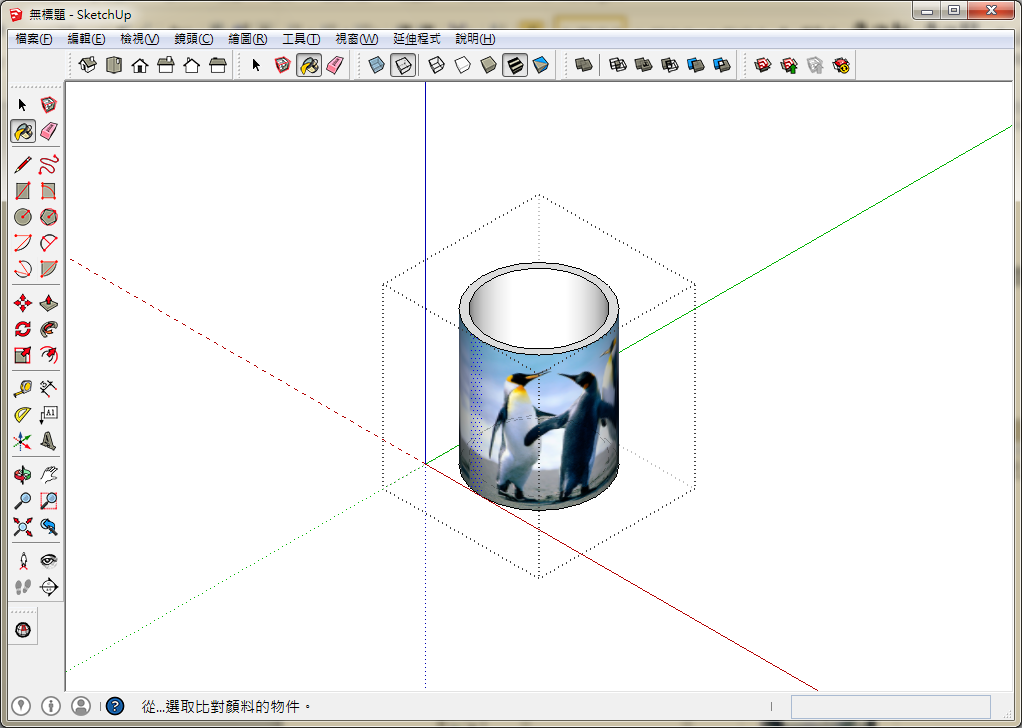 無標題 - SketchUp
檔案(F) 編輯(E) 檢視(V) 鏡頭(C) 繪圖(R) 工具(T) 視窗(W) 延伸程式 說明(H)
A1
從...選取比對顏料的物件。